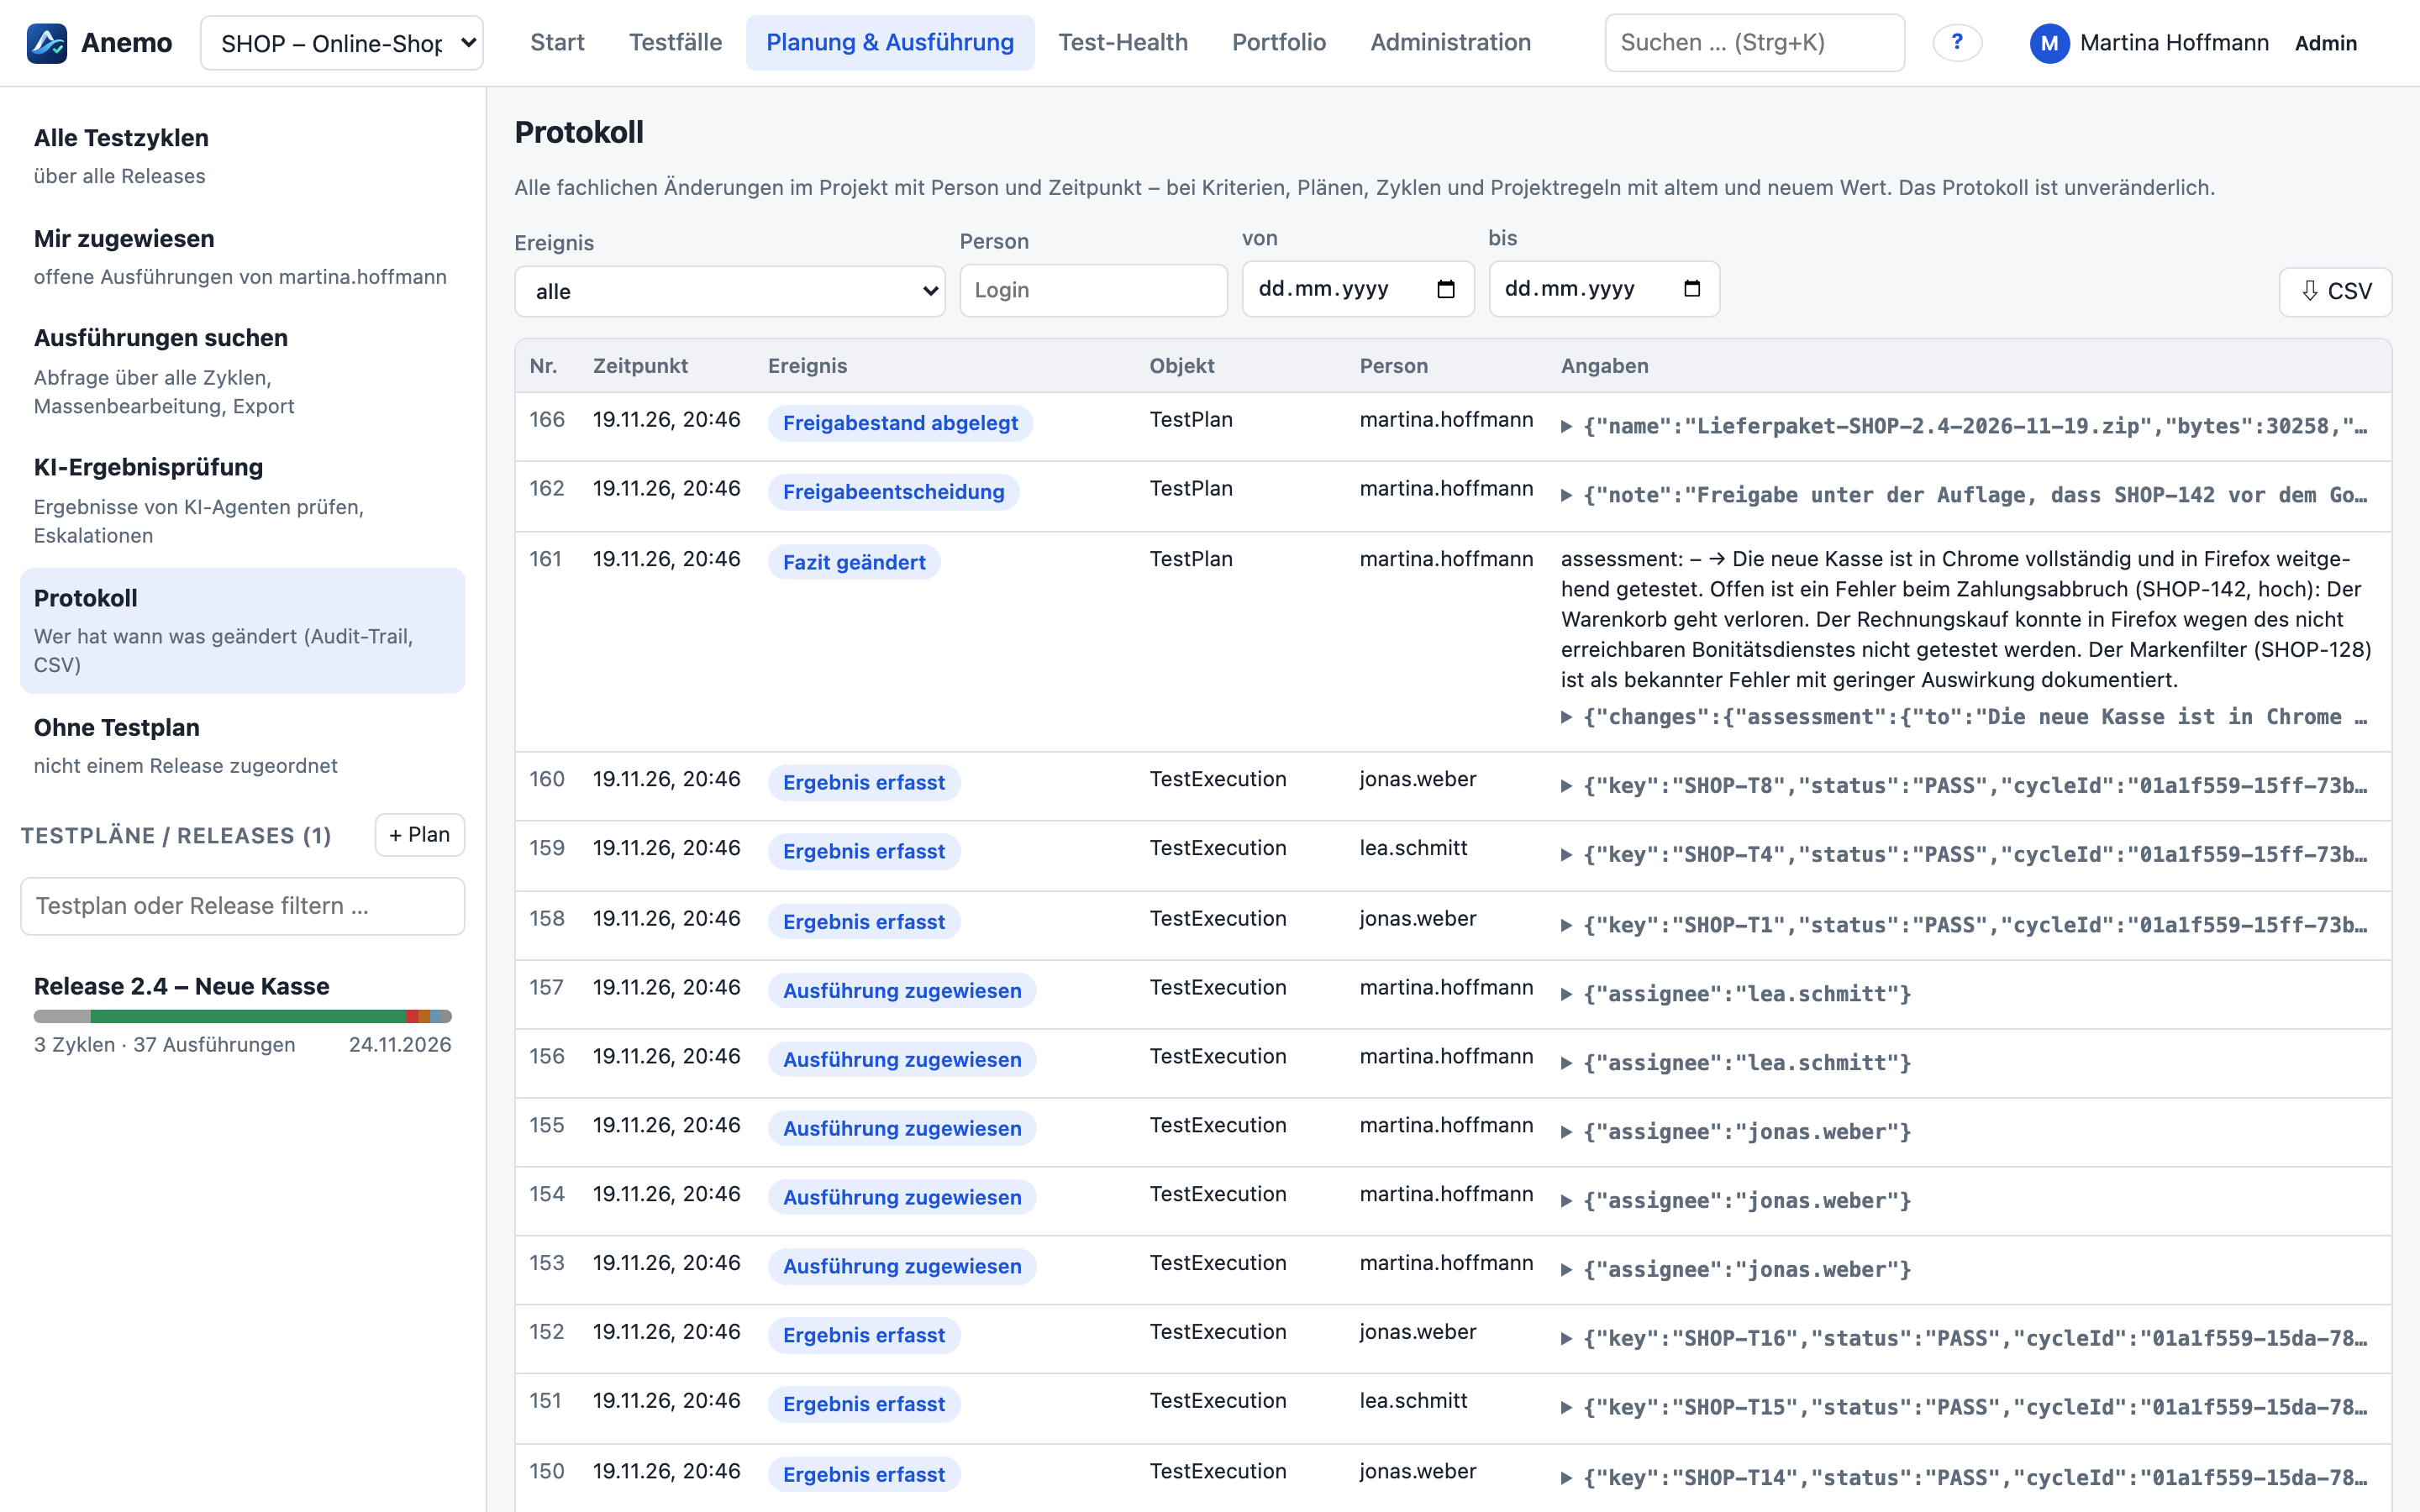 Anemo
SHOP – Online-Shop
Start
Testfälle
Planung & Ausführung
Test-Health
Portfolio
Administration
Suchen ... (Strg+K)
?
M
Martina Hoffmann
Admin
Alle Testzyklen
über alle Releases
Mir zugewiesen
offene Ausführungen von martina.hoffmann
Ausführungen suchen
Abfrage über alle Zyklen,
Massenbearbeitung, Export
KI-Ergebnisprüfung
Ergebnisse von KI-Agenten prüfen,
Eskalationen
Protokoll
Wer hat wann was geändert (Audit-Trail,
CSV)
Ohne Testplan
nicht einem Release zugeordnet
TESTPLÄNE / RELEASES (1)
+ Plan
Testplan oder Release filtern ...
Release 2.4 – Neue Kasse
3 Zyklen · 37 Ausführungen 24.11.2026
Protokoll
Alle fachlichen Änderungen im Projekt mit Person und Zeitpunkt – bei Kriterien, Plänen, Zyklen und Projektregeln mit altem und neuem Wert. Das Protokoll ist unveränderlich.
Ereignis Person von bis
alle Login dd.mm.yyyy dd.mm.yyyy ⇩ CSV
Nr. Zeitpunkt Ereignis Objekt Person Angaben
166 19.11.26, 20:46 Freigabestand abgelegt TestPlan martina.hoffmann ▶ {"name":"Lieferpaket-SHOP-2.4-2026-11-19.zip","bytes":30258,"…
162 19.11.26, 20:46 Freigabeentscheidung TestPlan martina.hoffmann ▶ {"note":"Freigabe unter der Auflage, dass SHOP-142 vor dem Go…
161 19.11.26, 20:46 Fazit geändert TestPlan martina.hoffmann assessment: – → Die neue Kasse ist in Chrome vollständig und in Firefox weitge-
hend getestet. Offen ist ein Fehler beim Zahlungsabbruch (SHOP-142, hoch): Der
Warenkorb geht verloren. Der Rechnungskauf konnte in Firefox wegen des nicht
erreichbaren Bonitätsdienstes nicht getestet werden. Der Markenfilter (SHOP-128)
ist als bekannter Fehler mit geringer Auswirkung dokumentiert.
▶ {"changes":{"assessment":{"to":"Die neue Kasse ist in Chrome …
160 19.11.26, 20:46 Ergebnis erfasst TestExecution jonas.weber ▶ {"key":"SHOP-T8","status":"PASS","cycleId":"01a1f559-15ff-73b…
159 19.11.26, 20:46 Ergebnis erfasst TestExecution lea.schmitt ▶ {"key":"SHOP-T4","status":"PASS","cycleId":"01a1f559-15ff-73b…
158 19.11.26, 20:46 Ergebnis erfasst TestExecution jonas.weber ▶ {"key":"SHOP-T1","status":"PASS","cycleId":"01a1f559-15ff-73b…
157 19.11.26, 20:46 Ausführung zugewiesen TestExecution martina.hoffmann ▶ {"assignee":"lea.schmitt"}
156 19.11.26, 20:46 Ausführung zugewiesen TestExecution martina.hoffmann ▶ {"assignee":"lea.schmitt"}
155 19.11.26, 20:46 Ausführung zugewiesen TestExecution martina.hoffmann ▶ {"assignee":"jonas.weber"}
154 19.11.26, 20:46 Ausführung zugewiesen TestExecution martina.hoffmann ▶ {"assignee":"jonas.weber"}
153 19.11.26, 20:46 Ausführung zugewiesen TestExecution martina.hoffmann ▶ {"assignee":"jonas.weber"}
152 19.11.26, 20:46 Ergebnis erfasst TestExecution jonas.weber ▶ {"key":"SHOP-T16","status":"PASS","cycleId":"01a1f559-15da-78…
151 19.11.26, 20:46 Ergebnis erfasst TestExecution lea.schmitt ▶ {"key":"SHOP-T15","status":"PASS","cycleId":"01a1f559-15da-78…
150 19.11.26, 20:46 Ergebnis erfasst TestExecution jonas.weber ▶ {"key":"SHOP-T14","status":"PASS","cycleId":"01a1f559-15da-78…